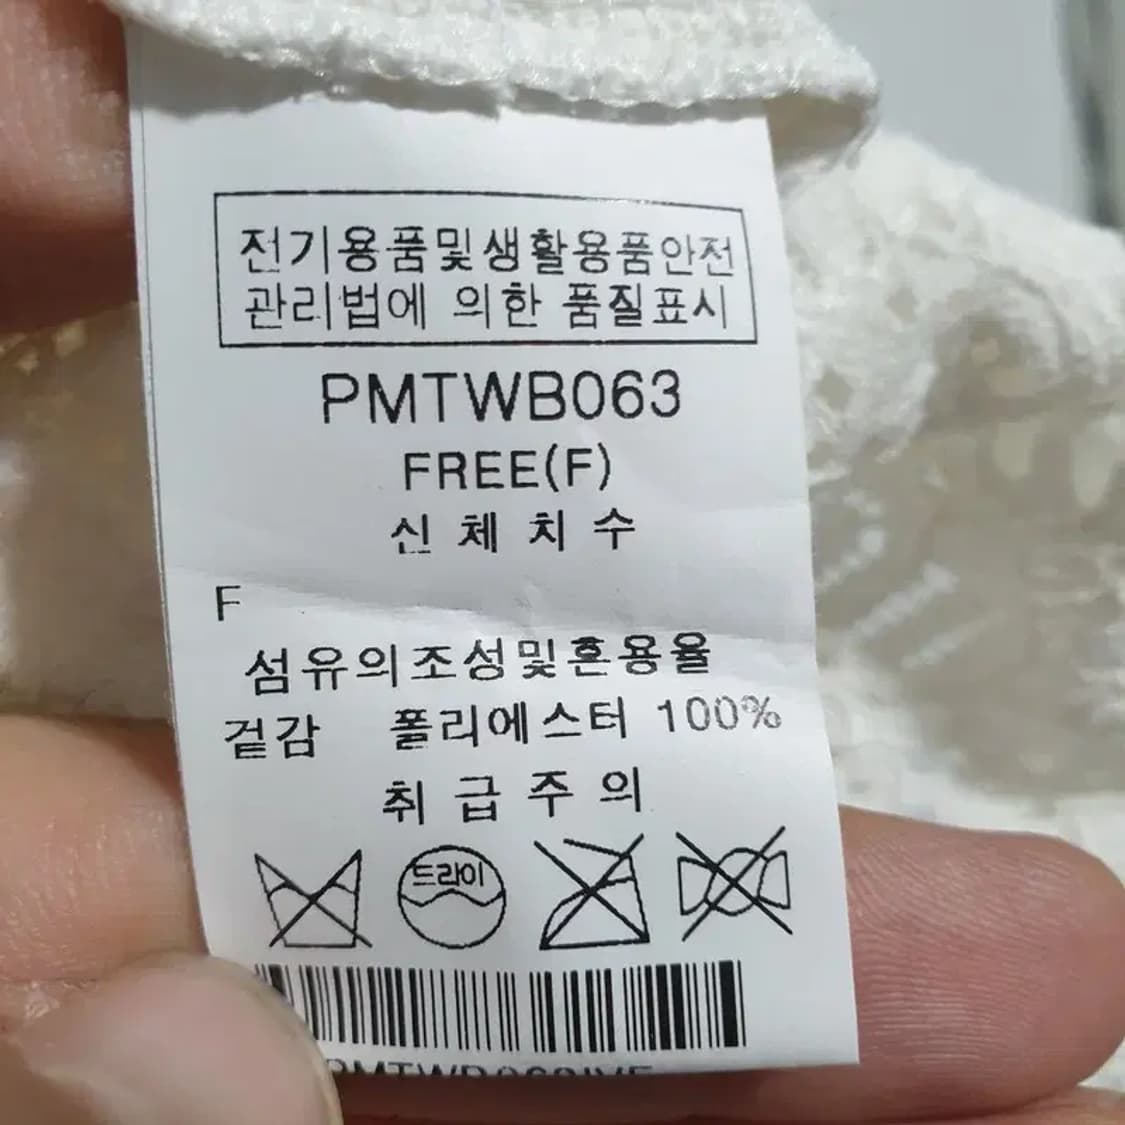 전기용품및생활용품안전
관리법에 의한 품질표시
PMTWB063
FREE(F)
신체치수
F
섬유의조성및혼용율
겉감 폴리에스터 100%
취급주의
드라이